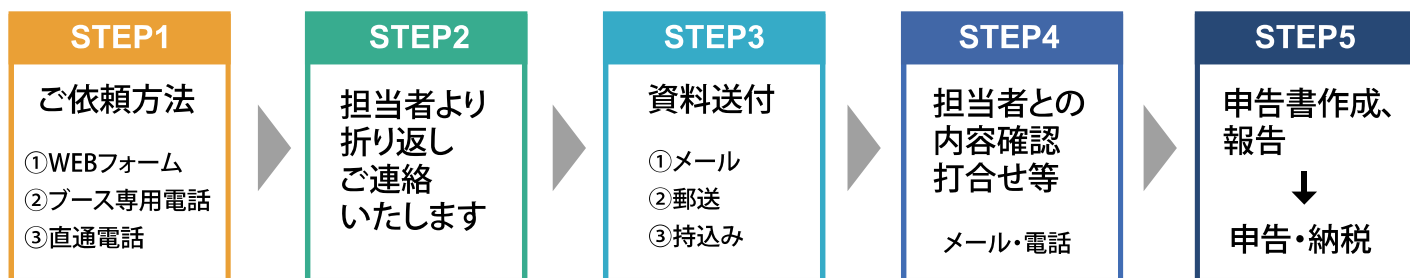 STEP1
ご依頼方法
①WEBフォーム
②ブース専用電話
③直通電話
STEP2
担当者より
折り返し
ご連絡
いたします
STEP3
資料送付
①メール
②郵送
③持込み
STEP4
担当者との
内容確認
打合せ等
メール・電話
STEP5
申告書作成、
報告
申告・納税